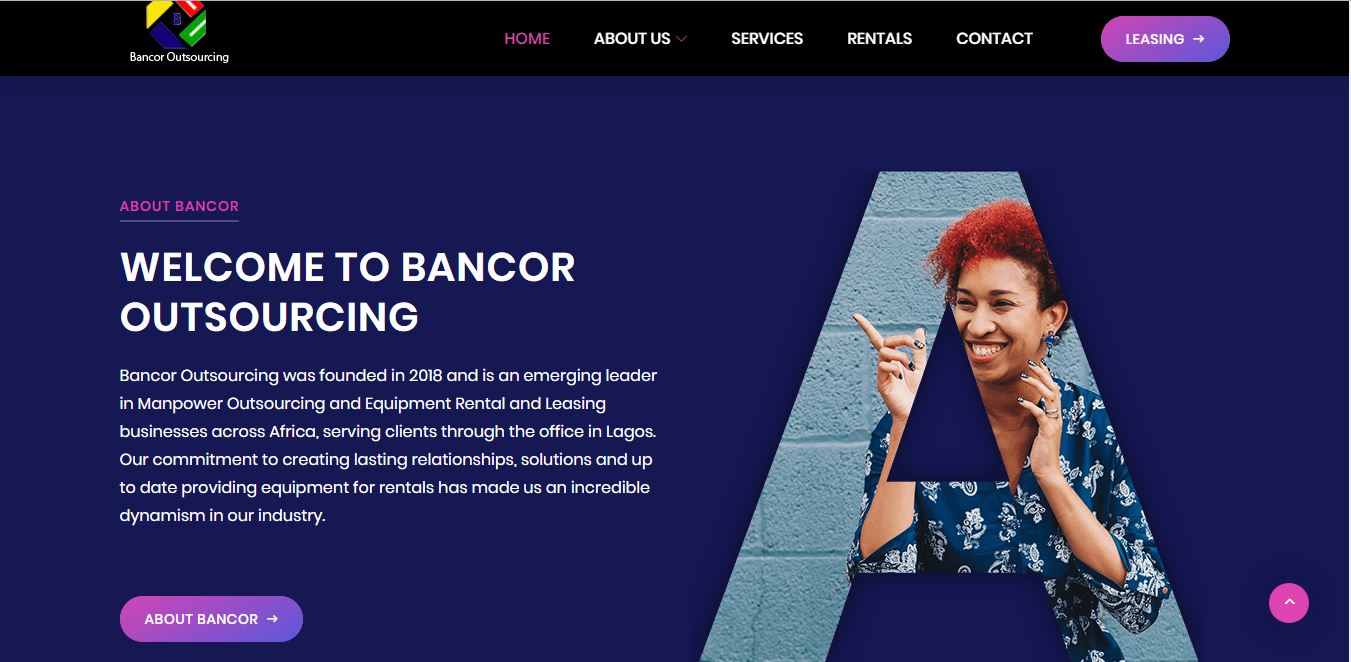 B
Bancor Outsourcing
HOME ABOUT US SERVICES RENTALS CONTACT LEASING
ABOUT BANCOR
WELCOME TO BANCOR
OUTSOURCING
Bancor Outsourcing was founded in 2018 and is an emerging leader
in Manpower Outsourcing and Equipment Rental and Leasing
businesses across Africa, serving clients through the office in Lagos.
Our commitment to creating lasting relationships, solutions and up
to date providing equipment for rentals has made us an incredible
dynamism in our industry.
ABOUT BANCOR